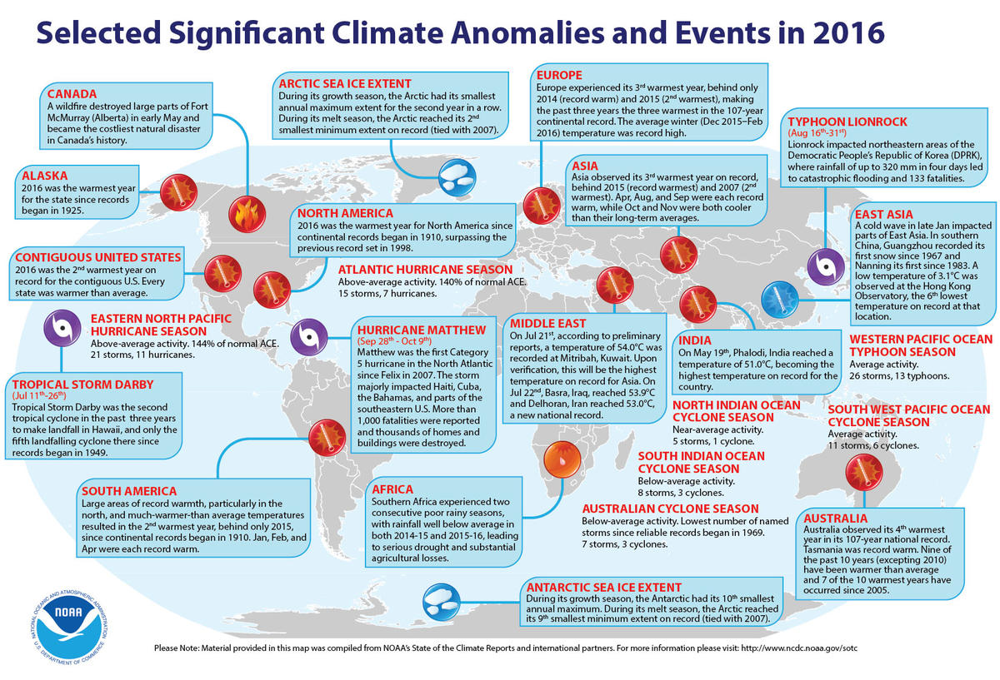 Selected Significant Climate Anomalies and Events in 2016
CANADA
A wildfire destroyed large parts of Fort
McMurray (Alberta) in early May and
became the costliest natural disaster
in Canada's history.
ARCTIC SEA ICE EXTENT
During its growth season, the Arctic had its smallest
annual maximum extent for the second year in a row.
During its melt season, the Arctic reached its 2nd
smallest minimum extent on record (tied with 2007).
EUROPE
Europe experienced its 3rd warmest year, behind only
2014 (record warm) and 2015 (2nd warmest), making
the past three years the three warmest in the 107-year
continental record. The average winter (Dec 2015–Feb
2016) temperature was record high.
TYPHOON LIONROCK
(Aug 16th-31st)
Lionrock impacted northeastern areas of the
Democratic People's Republic of Korea (DPRK),
where rainfall of up to 320 mm in four days led
to catastrophic flooding and 133 fatalities.
ALASKA
2016 was the warmest year
for the state since records
began in 1925.
ASIA
Asia observed its 3rd warmest year on record,
behind 2015 (record warmest) and 2007 (2nd
warmest). Apr, Aug, and Sep were each record
warm, while Oct and Nov were both cooler
than their long-term averages.
NORTH AMERICA
2016 was the warmest year for North America since
continental records began in 1910, surpassing the
previous record set in 1998.
EAST ASIA
A cold wave in late Jan impacted
parts of East Asia. In southern
China, Guangzhou recorded its
first snow since 1967 and
Nanning its first since 1983. A
low temperature of 3.1°C was
observed at the Hong Kong
Observatory, the 6th lowest
temperature on record at that
location.
CONTIGUOUS UNITED STATES
2016 was the 2nd warmest year on
record for the contiguous U.S. Every
state was warmer than average.
ATLANTIC HURRICANE SEASON
Above-average activity. 140% of normal ACE.
15 storms, 7 hurricanes.
EASTERN NORTH PACIFIC
HURRICANE SEASON
Above-average activity. 144% of normal ACE.
21 storms, 11 hurricanes.
HURRICANE MATTHEW
(Sep 28th - Oct 9th)
Matthew was the first Category
5 hurricane in the North Atlantic
since Felix in 2007. The storm
majorly impacted Haiti, Cuba,
the Bahamas, and parts of the
southeastern U.S. More than
1,000 fatalities were reported
and thousands of homes and
buildings were destroyed.
MIDDLE EAST
On Jul 21st, according to preliminary
reports, a temperature of 54.0°C was
recorded at Mitribah, Kuwait. Upon
verification, this will be the highest
temperature on record for Asia. On
Jul 22nd, Basra, Iraq, reached 53.9°C
and Delhoran, Iran reached 53.0°C,
a new national record.
INDIA
On May 19th, Phalodi, India reached a
temperature of 51.0°C, becoming the
highest temperature on record for the
country.
WESTERN PACIFIC OCEAN
TYPHOON SEASON
Average activity.
26 storms, 13 typhoons.
TROPICAL STORM DARBY
(Jul 11th-26th)
Tropical Storm Darby was the second
tropical cyclone in the past three years
to make landfall in Hawaii, and only the
fifth landfalling cyclone there since
records began in 1949.
NORTH INDIAN OCEAN
CYCLONE SEASON
Near-average activity.
5 storms, 1 cyclone.
SOUTH WEST PACIFIC OCEAN
CYCLONE SEASON
Average activity.
11 storms, 6 cyclones.
SOUTH INDIAN OCEAN
CYCLONE SEASON
Below-average activity.
8 storms, 3 cyclones.
SOUTH AMERICA
Large areas of record warmth, particularly in the
north, and much-warmer-than average temperatures
resulted in the 2nd warmest year, behind only 2015,
since continental records began in 1910. Jan, Feb, and
Apr were each record warm.
AFRICA
Southern Africa experienced two
consecutive poor rainy seasons,
with rainfall well below average in
both 2014-15 and 2015-16, leading
to serious drought and substantial
agricultural losses.
AUSTRALIAN CYCLONE SEASON
Below-average activity. Lowest number of named
storms since reliable records began in 1969.
7 storms, 3 cyclones.
AUSTRALIA
Australia observed its 4th warmest
year in its 107-year national record.
Tasmania was record warm. Nine of
the past 10 years (excepting 2010)
have been warmer than average
and 7 of the 10 warmest years have
occurred since 2005.
ANTARCTIC SEA ICE EXTENT
During its growth season, the Antarctic had its 10th smallest
annual maximum. During its melt season, the Arctic reached
its 9th smallest minimum extent on record (tied with 2007).
NATIONAL OCEANIC AND ATMOSPHERIC ADMINISTRATION
NOAA
U.S. DEPARTMENT OF COMMERCE
Please Note: Material provided in this map was compiled from NOAA's State of the Climate Reports and international partners. For more information please visit: http://www.ncdc.noaa.gov/sotc